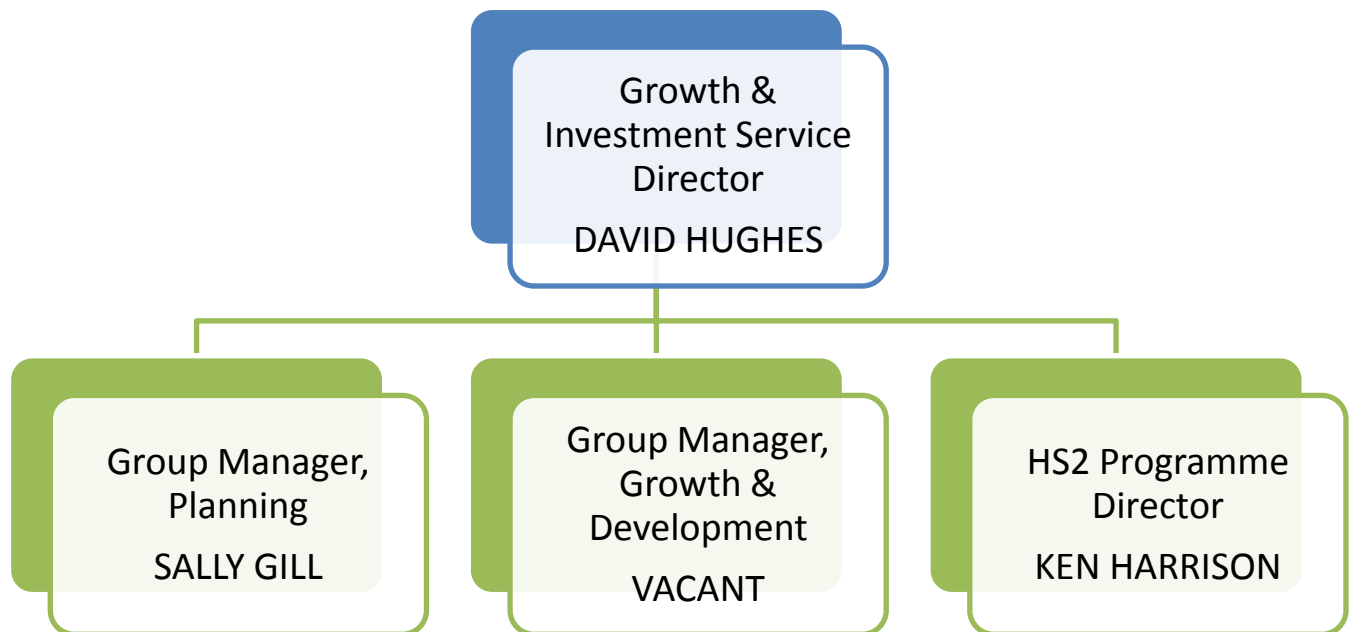 Growth &
Investment Service
Director
DAVID HUGHES
Group Manager,
Planning
SALLY GILL
Group Manager,
Growth &
Development
VACANT
HS2 Programme
Director
KEN HARRISON